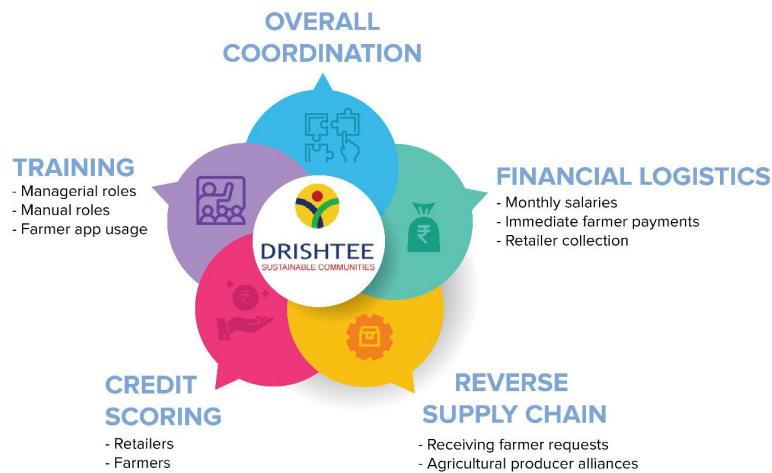 OVERALL
COORDINATION
TRAINING
- Managerial roles
- Manual roles
- Farmer app usage
FINANCIAL LOGISTICS
- Monthly salaries
- Immediate farmer payments
- Retailer collection
₹
DRISHTEE
SUSTAINABLE COMMUNITIES
₹
CREDIT
SCORING
- Retailers
- Farmers
REVERSE
SUPPLY CHAIN
- Receiving farmer requests
- Agricultural producer alliances